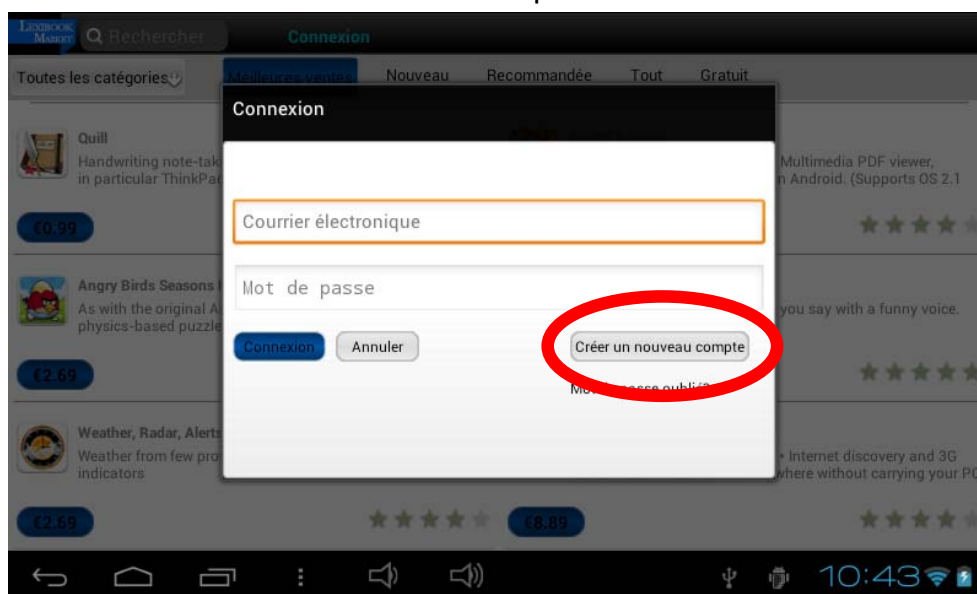 LEXIBOOK
MARKET
Rechercher
Connexion
Toutes les catégories
Meilleures ventes
Nouveau
Recommandée
Tout
Gratuit
Connexion
Quill
Handwriting note-tak
in particular ThinkPa
Multimedia PDF viewer,
n Android. (Supports OS 2.1
€0.99
Courrier électronique
Mot de passe
Angry Birds Seasons
As with the original A
physics-based puzzle
you say with a funny voice.
Connexion
Annuler
Créer un nouveau compte
€2.69
Weather, Radar, Alerts
Weather from few pro
indicators
• Internet discovery and 3G
where without carrying your PC
€2.69
€8.89
10:43